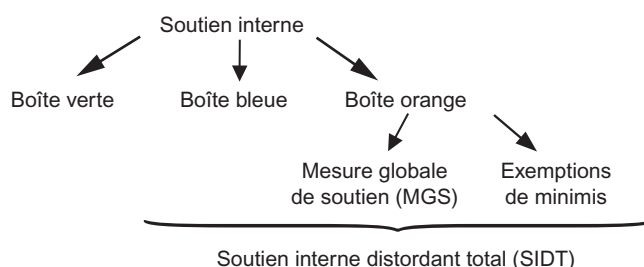 Soutien interne
Boîte verte
Boîte bleue
Boîte orange
Mesure globale
de soutien (MGS)
Exemptions
de minimis
Soutien interne distordant total (SIDT)